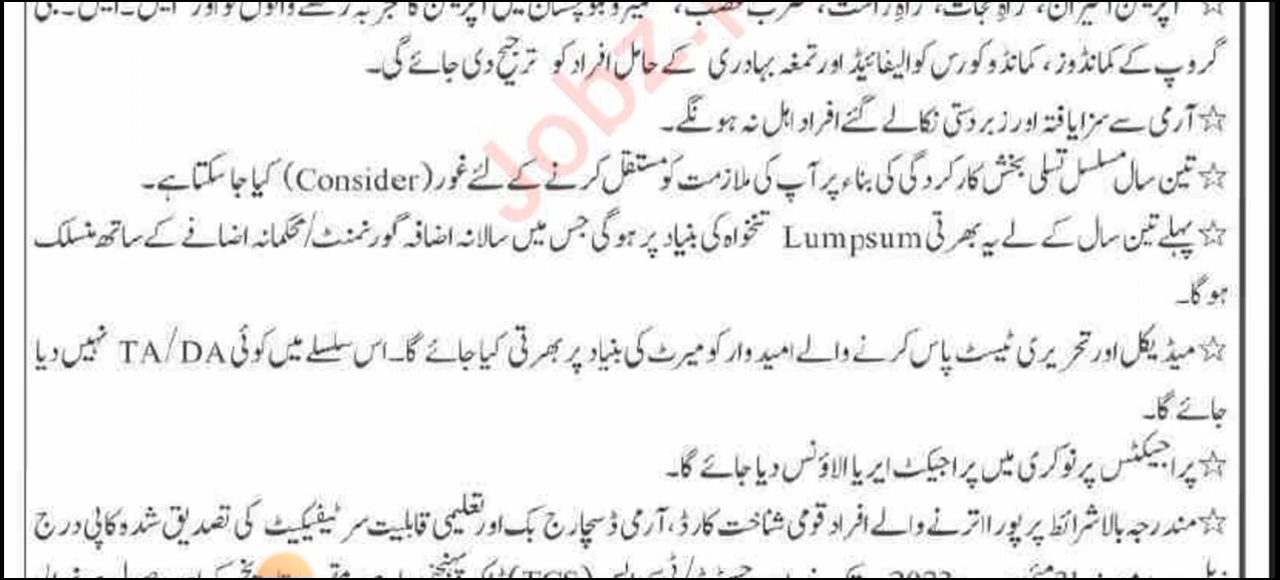 گروپ کے کمانڈوز، کمانڈو کورس کوالیفائیڈ اور تمغہ بہادری کے حامل افراد کو ترجیح دی جائے گی۔
☆آرمی سے سزا یافتہ اور زبردستی نکالے گئے افراد اہل نہ ہونگے۔
☆تین سال مسلسل تسلی بخش کارکردگی کی بناء پر آپ کی ملازمت کو مستقل کرنے کے لئے غور (Consider) کیا جا سکتا ہے۔
☆پہلے تین سال کے لے یہ بھرتی Lumpsum تنخواہ کی بنیاد پر ہوگی جس میں سالانہ اضافہ گورنمنٹ/محکمانہ اضافے کے ساتھ منسلک
ہوگا۔
☆میڈیکل اور تحریری ٹیسٹ پاس کرنے والے امیدوار کو میرٹ کی بنیاد پر بھرتی کیا جائے گا۔ اس سلسلے میں کوئی TA/DA نہیں دیا
جائے گا۔
☆پراجیکٹس پر نوکری میں پراجیکٹ ایریا الاؤنس دیا جائے گا۔
☆مندرجہ بالا شرائط پر پورا اترنے والے افراد قومی شناخت کارڈ، آرمی ڈسچارج بک اور تعلیمی قابلیت سرٹیفیکیٹ کی تصدیق شدہ کاپی درج
Jobz.